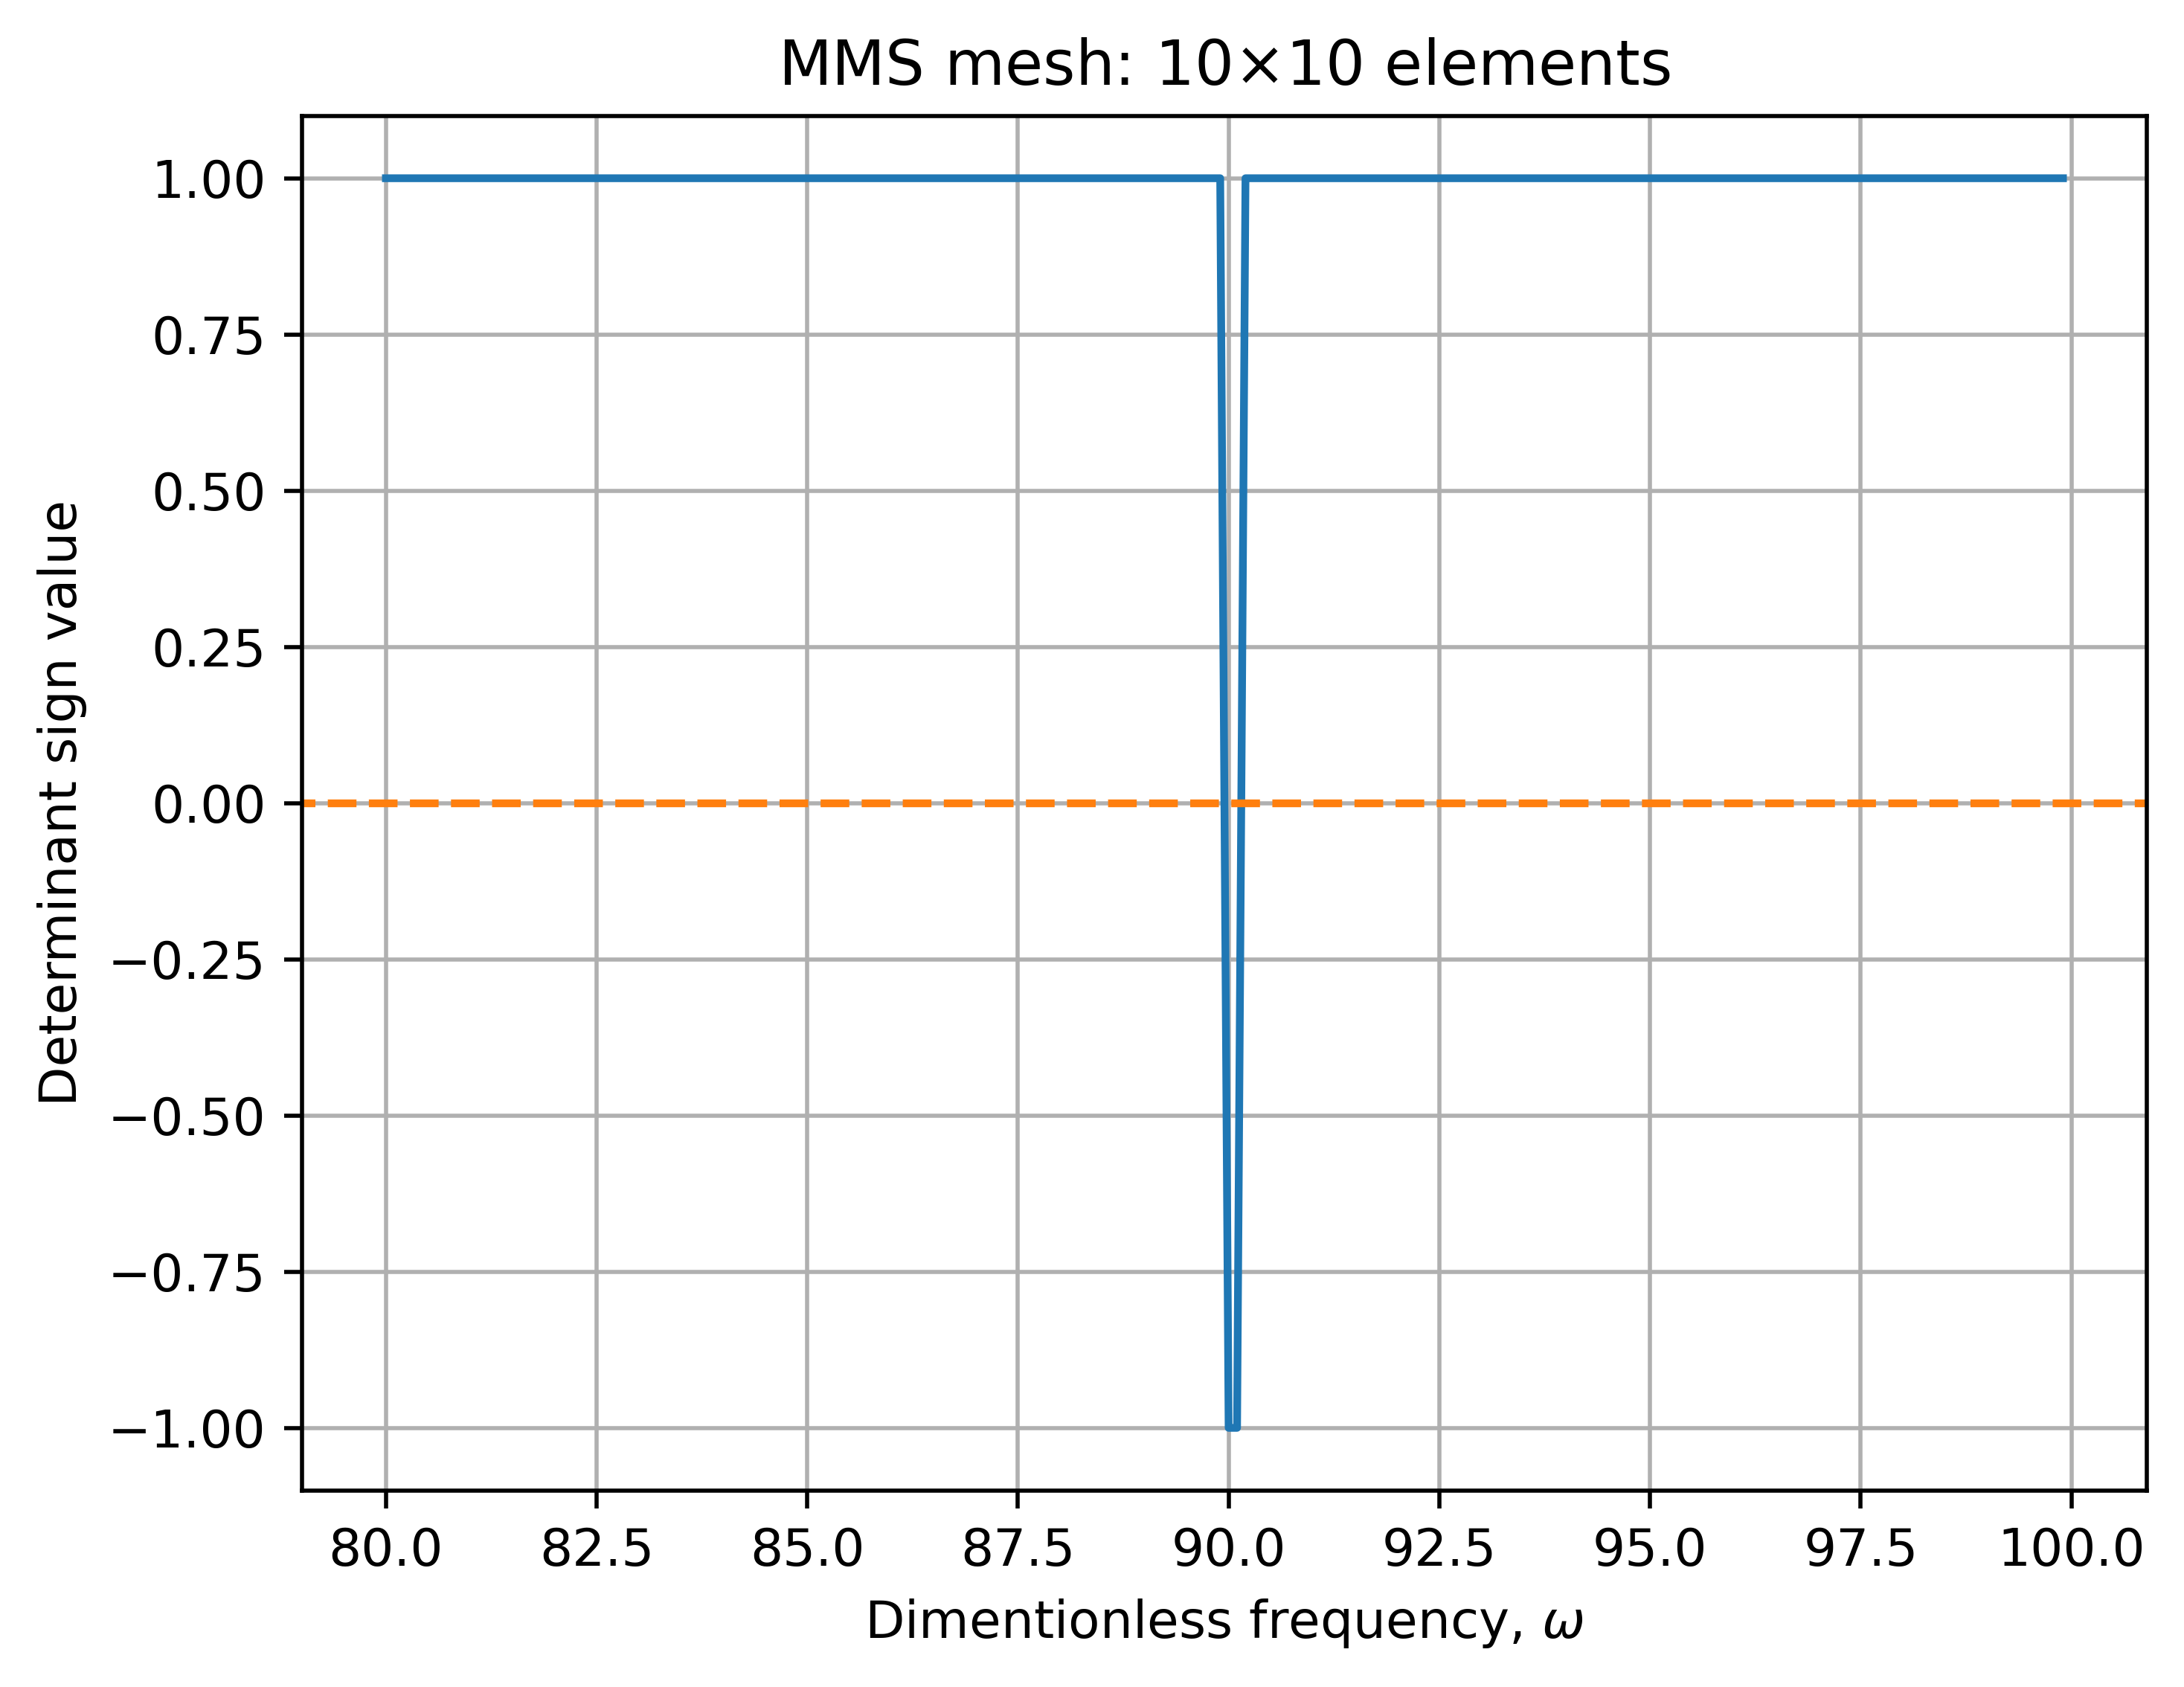 MMS mesh: 10×10 elements
Determinant sign value
1.00
0.75
0.50
0.25
0.00
−0.25
−0.50
−0.75
−1.00
80.0 82.5 85.0 87.5 90.0 92.5 95.0 97.5 100.0
Dimentionless frequency, ω